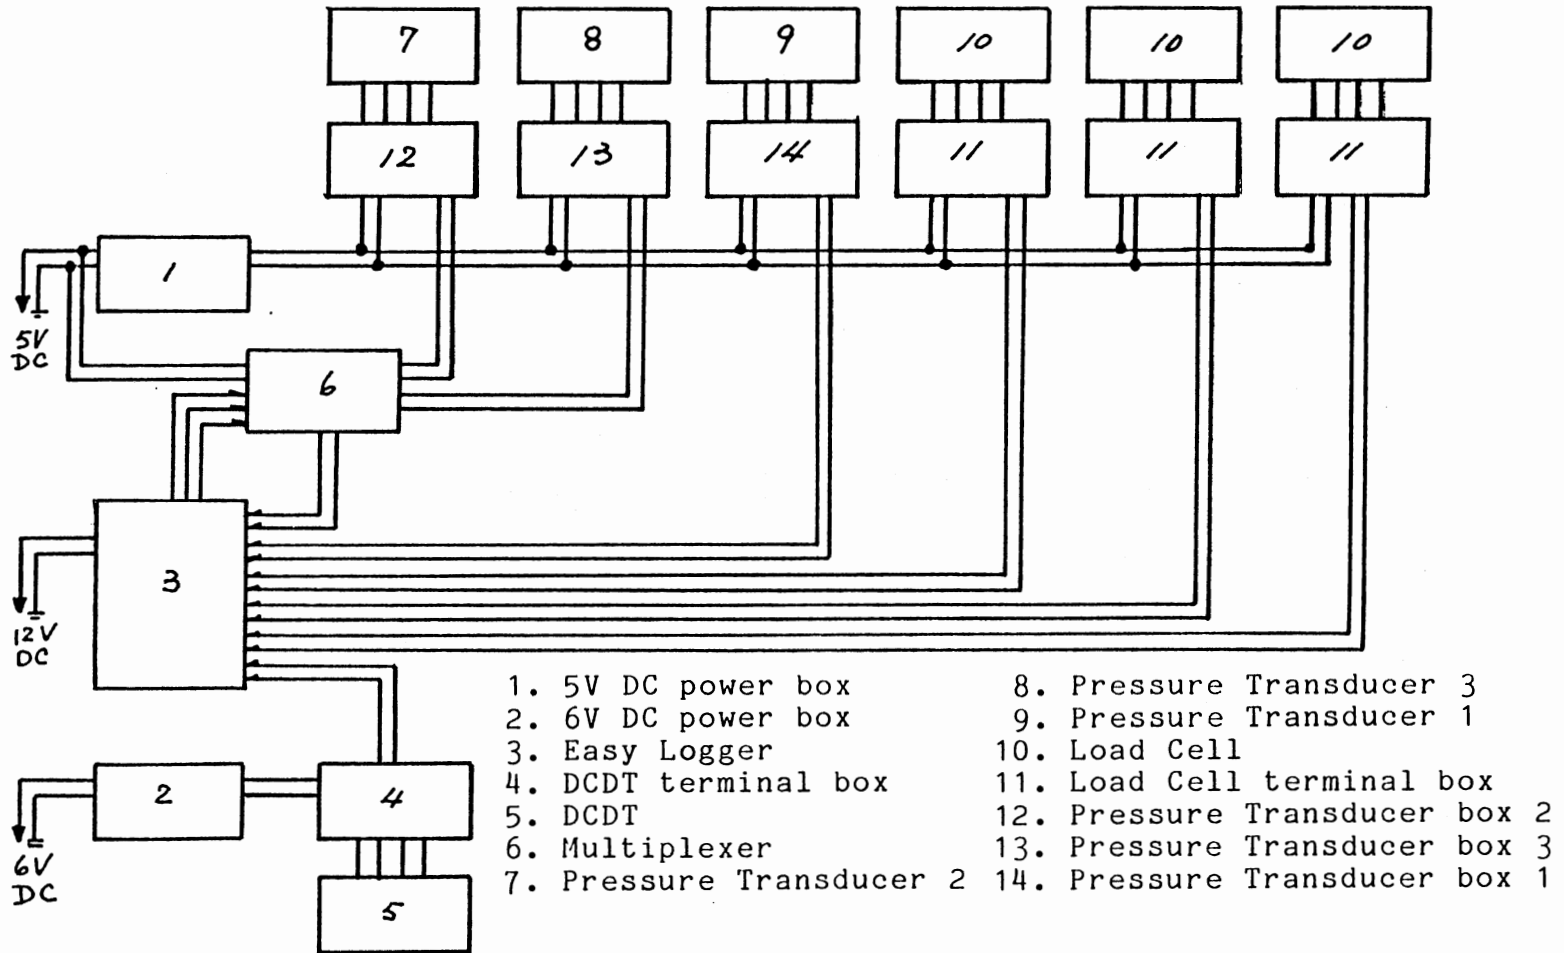 7 8 9 10 10 10
12 13 14 11 11 11
1
5V
DC
6
3
12V
DC
2
4
6V
DC
5
1. 5V DC power box
2. 6V DC power box
3. Easy Logger
4. DCDT terminal box
5. DCDT
6. Multiplexer
7. Pressure Transducer 2
8. Pressure Transducer 3
9. Pressure Transducer 1
10. Load Cell
11. Load Cell terminal box
12. Pressure Transducer box 2
13. Pressure Transducer box 3
14. Pressure Transducer box 1